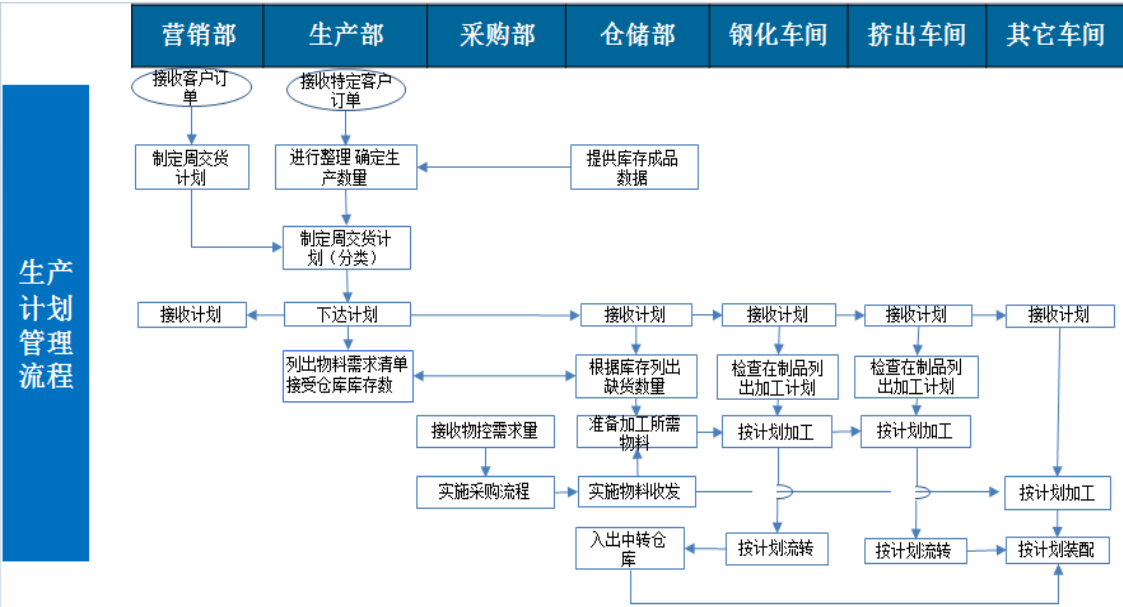 营销部 生产部 采购部 仓储部 钢化车间 挤出车间 其它车间
生产
计划
管理
流程
接收客户订
单
接收特定客户
订单
制定周交货
计划
进行整理 确定生
产数量
提供库存成品
数据
制定周交货计
划（分类）
接收计划
下达计划
接收计划
接收计划
接收计划
接收计划
列出物料需求清单
接受仓库库存数
根据库存列出
缺货数量
检查在制品列
出加工计划
检查在制品列
出加工计划
接收物控需求量
准备加工所需
物料
按计划加工
按计划加工
实施采购流程
实施物料收发
按计划加工
入出中转仓
库
按计划流转
按计划流转
按计划装配